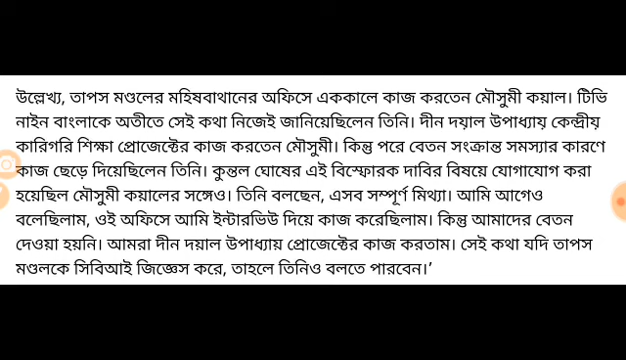 উল্লেখ্য, তাপস মণ্ডলের মহিষবাথানের অফিসে এককালে কাজ করতেন মৌসুমী কয়াল। টিভি
নাইন বাংলাকে অতীতে সেই কথা নিজেই জানিয়েছিলেন তিনি। দীন দয়াল উপাধ্যায় কেন্দ্রীয়
কারিগরি শিক্ষা প্রোজেক্টের কাজ করতেন মৌসুমী। কিন্তু পরে বেতন সংক্রান্ত সমস্যার কারণে
কাজ ছেড়ে দিয়েছিলেন তিনি। কুন্তল ঘোষের এই বিস্ফোরক দাবির বিষয়ে যোগাযোগ করা
হয়েছিল মৌসুমী কয়ালের সঙ্গেও। তিনি বলছেন, এসব সম্পূর্ণ মিথ্যা। আমি আগেও
বলেছিলাম, ওই অফিসে আমি ইন্টারভিউ দিয়ে কাজ করেছিলাম। কিন্তু আমাদের বেতন
দেওয়া হয়নি। আমরা দীন দয়াল উপাধ্যায় প্রোজেক্টের কাজ করতাম। সেই কথা যদি তাপস
মণ্ডলকে সিবিআই জিজ্ঞেস করে, তাহলে তিনিও বলতে পারবেন।’